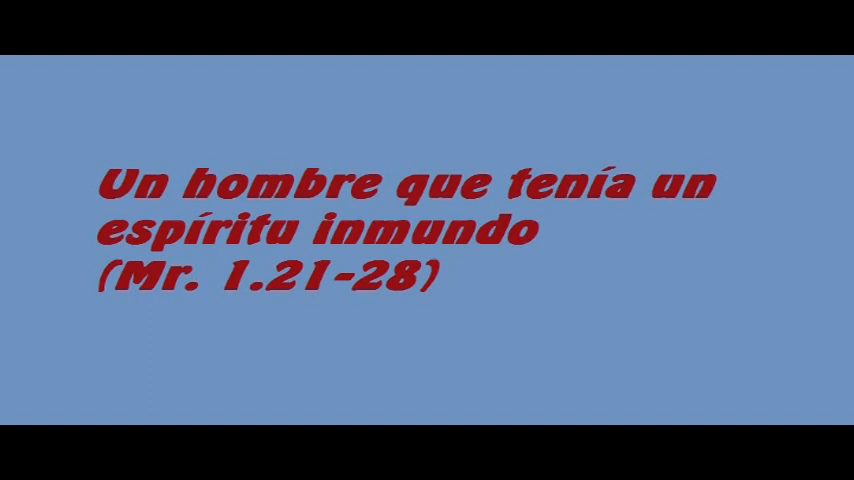 Un hombre que tenía un
espíritu inmundo
(Mr. 1.21-28)